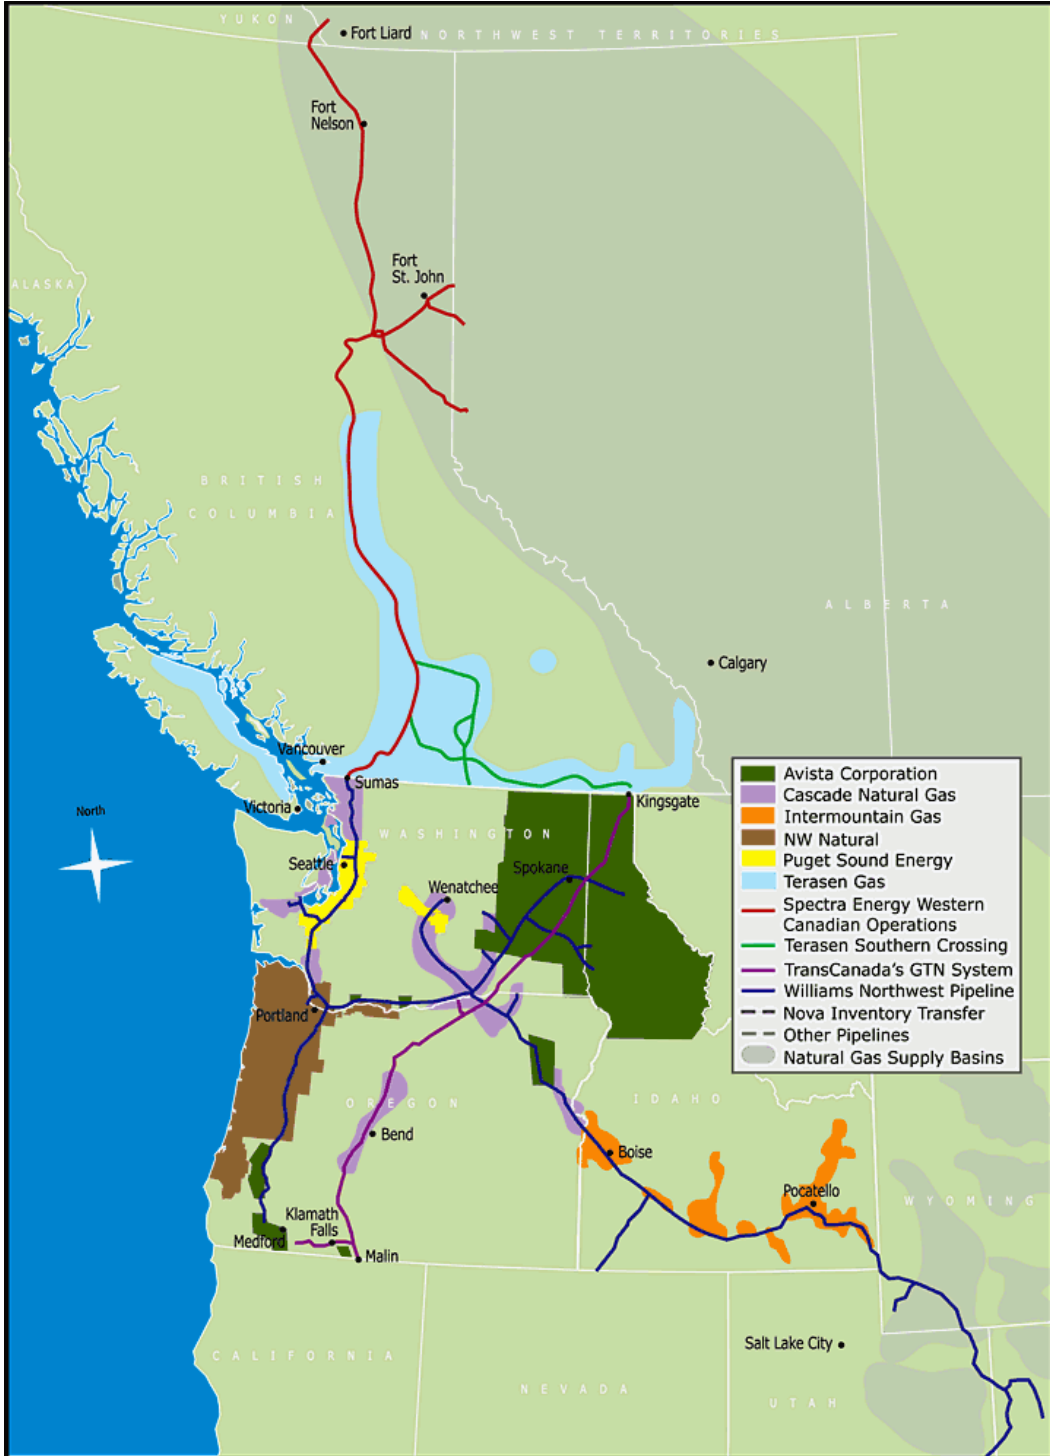 YUKON
Fort Liard
NORTHWEST TERRITORIES
Fort
Nelson
Fort
St. John
ALASKA
BRITISH
COLUMBIA
ALBERTA
Calgary
Vancouver
Sumas
Victoria
Kingsgate
North
WASHINGTON
Seattle
Spokane
Wenatchee
Portland
OREGON
IDAHO
Bend
Boise
Pocatello
WYOMING
Klamath
Falls
Medford
Malin
Salt Lake City
CALIFORNIA
NEVADA
UTAH
Avista Corporation
Cascade Natural Gas
Intermountain Gas
NW Natural
Puget Sound Energy
Terasen Gas
Spectra Energy Western
Canadian Operations
Terasen Southern Crossing
TransCanada's GTN System
Williams Northwest Pipeline
Nova Inventory Transfer
Other Pipelines
Natural Gas Supply Basins